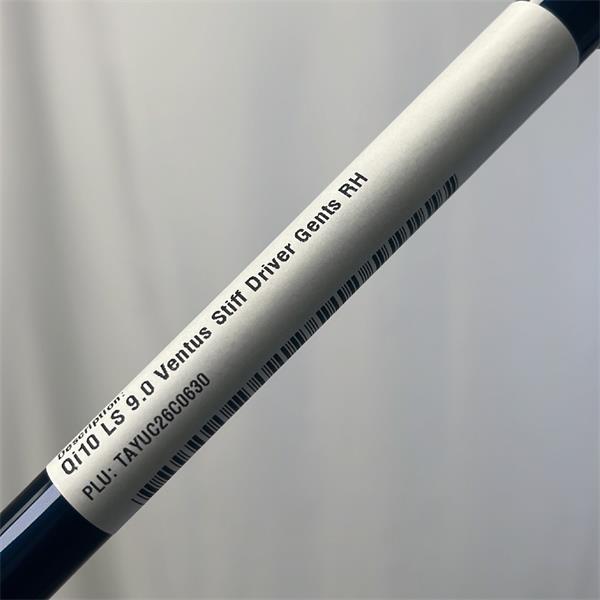 Description:
Qi10 LS 9.0 Ventus Stiff Driver Gents RH
PLU: TAYUC26C0630